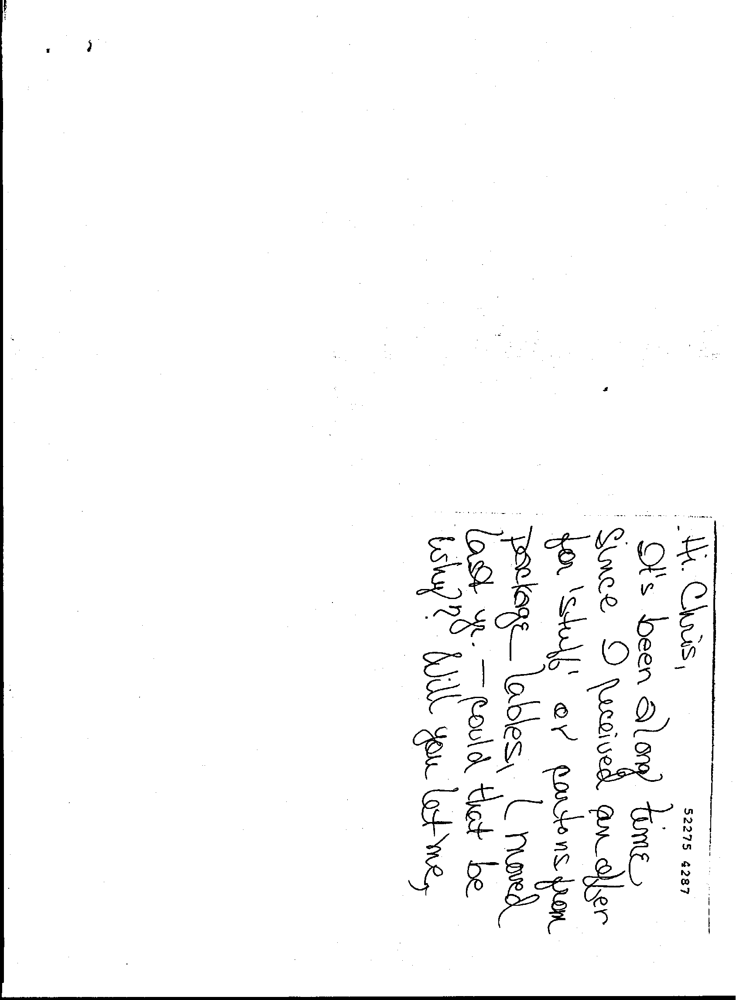 52275 4287
Hi Chris,
It's been a long time
since I received an offer
for 'stuff' or cartons from
package lables, I moved
last yr. — could that be
why? Will you let me,